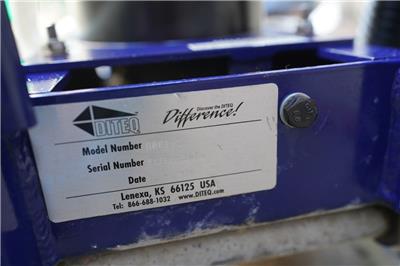 DITEQ
Discover the DITEQ
Difference!
Model Number
Serial Number
Date
Lenexa, KS 66125 USA
Tel: 866-688-1032 www.DITEQ.com